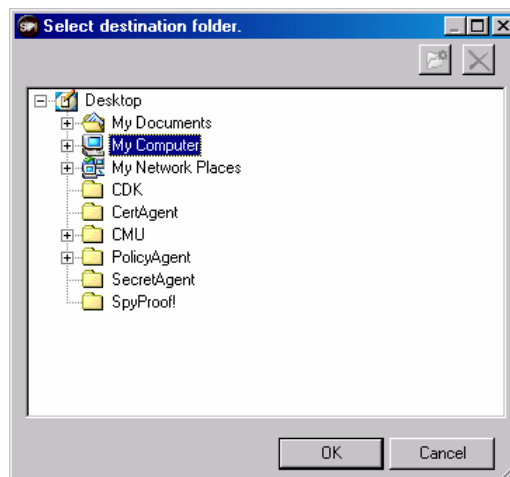 Select destination folder.
Desktop
My Documents
My Computer
My Network Places
CDK
CertAgent
CMU
PolicyAgent
SecretAgent
SpyProof!
OK Cancel